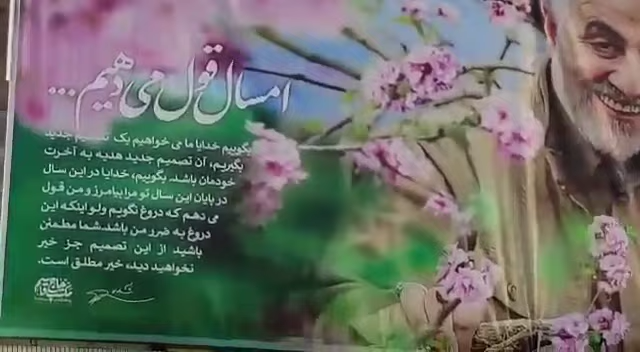 امسال قول می دهیم...
بگوییم خدایا ما می خواهیم یک تصمیم جدید
بگیریم، آن تصمیم جدید هدیه به آخرت
خودمان باشد. بگوییم، خدایا در این سال
در پایان این سال تو مرا بیامرز و من قول
می دهم که دروغ نگویم ولو اینکه این
دروغ به ضرر من باشد. شما مطمئن
باشید از این تصمیم جز خیر
نخواهید دید، خیر مطلق است.